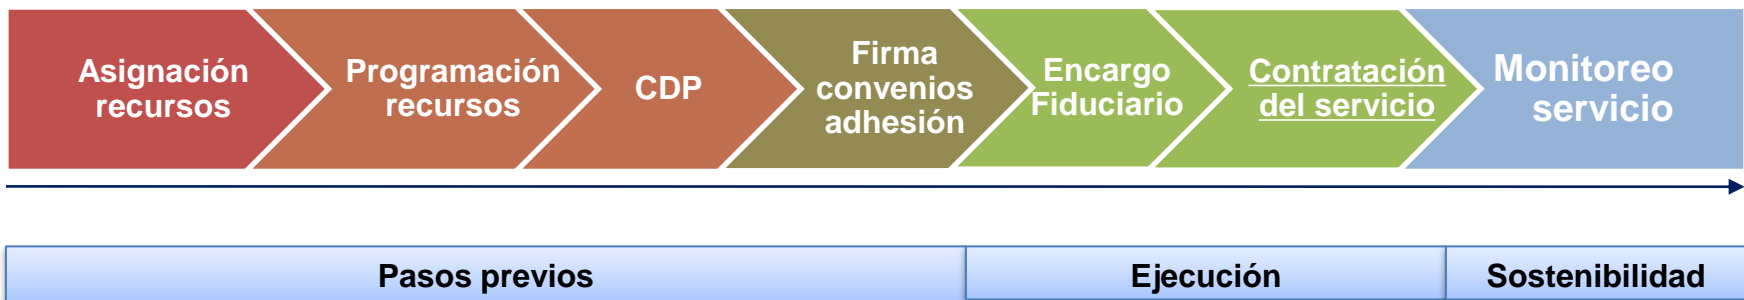 Asignación
recursos
Programación
recursos
CDP
Firma
convenios
adhesión
Encargo
Fiduciario
Contratación
del servicio
Monitoreo
servicio
Pasos previos
Ejecución
Sostenibilidad